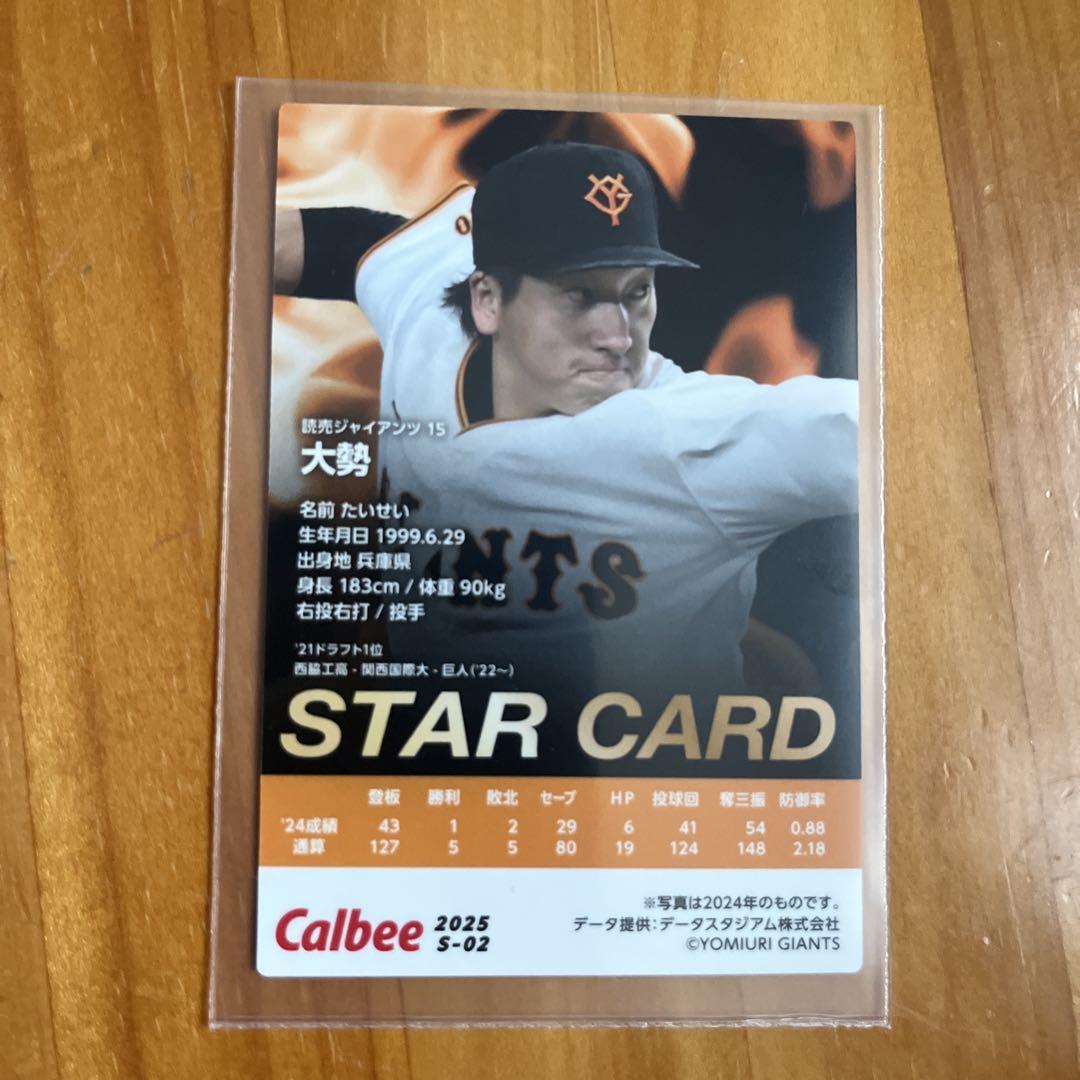 YG
読売ジャイアンツ 15
大勢
名前 たいせい
生年月日 1999.6.29
出身地 兵庫県
身長 183cm / 体重 90kg
右投右打 / 投手
NTS
'21ドラフト1位
西脇工高 - 関西国際大 - 巨人('22〜)
STAR CARD
登板 勝利 敗北 セーブ HP 投球回 奪三振 防御率
'24成績 43 1 2 29 6 41 54 0.88
通算 127 5 5 80 19 124 148 2.18
Calbee 2025 S-02
※写真は2024年のものです。
データ提供:データスタジアム株式会社
©YOMIURI GIANTS